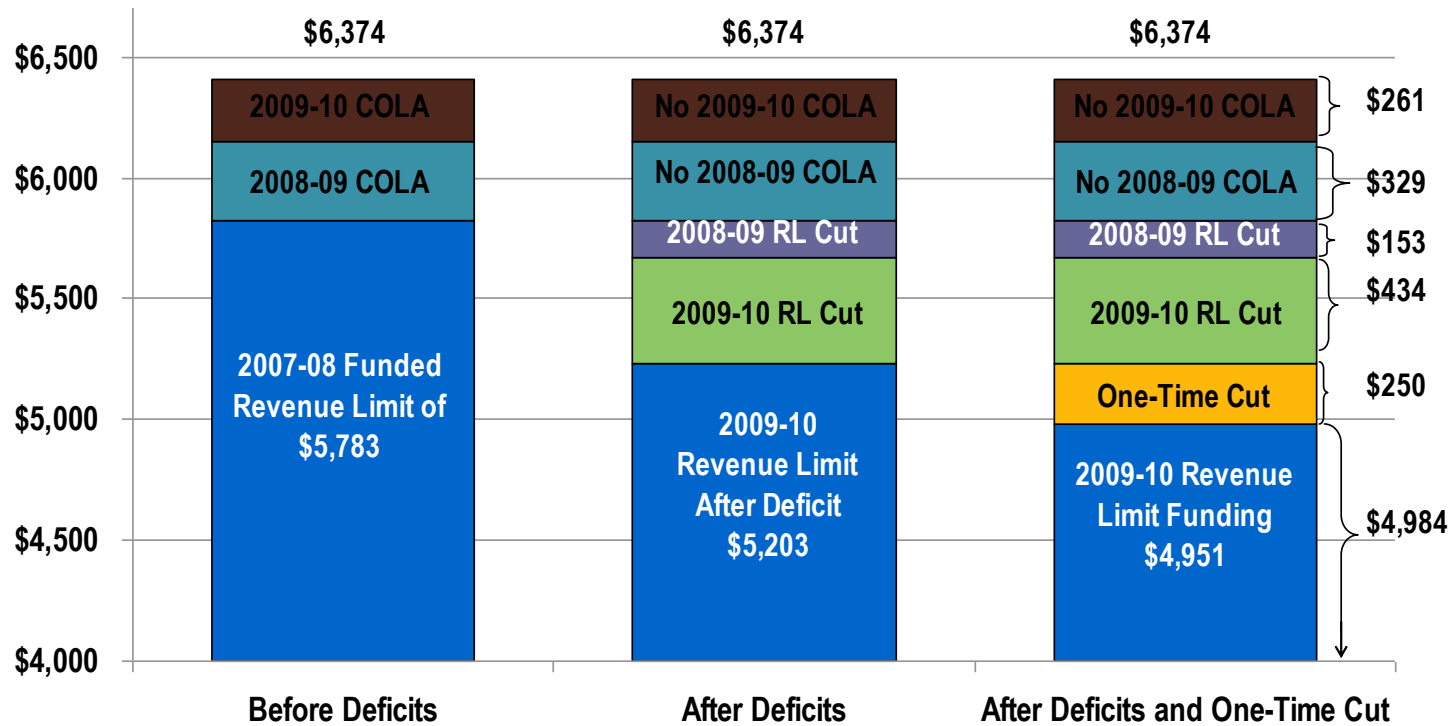 $6,374 $6,374 $6,374
$6,500
2009-10 COLA No 2009-10 COLA No 2009-10 COLA $261
$6,000 2008-09 COLA No 2008-09 COLA No 2008-09 COLA $329
2008-09 RL Cut 2008-09 RL Cut $153
$5,500 2009-10 RL Cut 2009-10 RL Cut $434
2007-08 Funded
Revenue Limit of
$5,783
One-Time Cut $250
$5,000
2009-10
Revenue Limit
After Deficit
$5,203
2009-10 Revenue
Limit Funding
$4,951
$4,984
$4,500
$4,000
Before Deficits After Deficits After Deficits and One-Time Cut